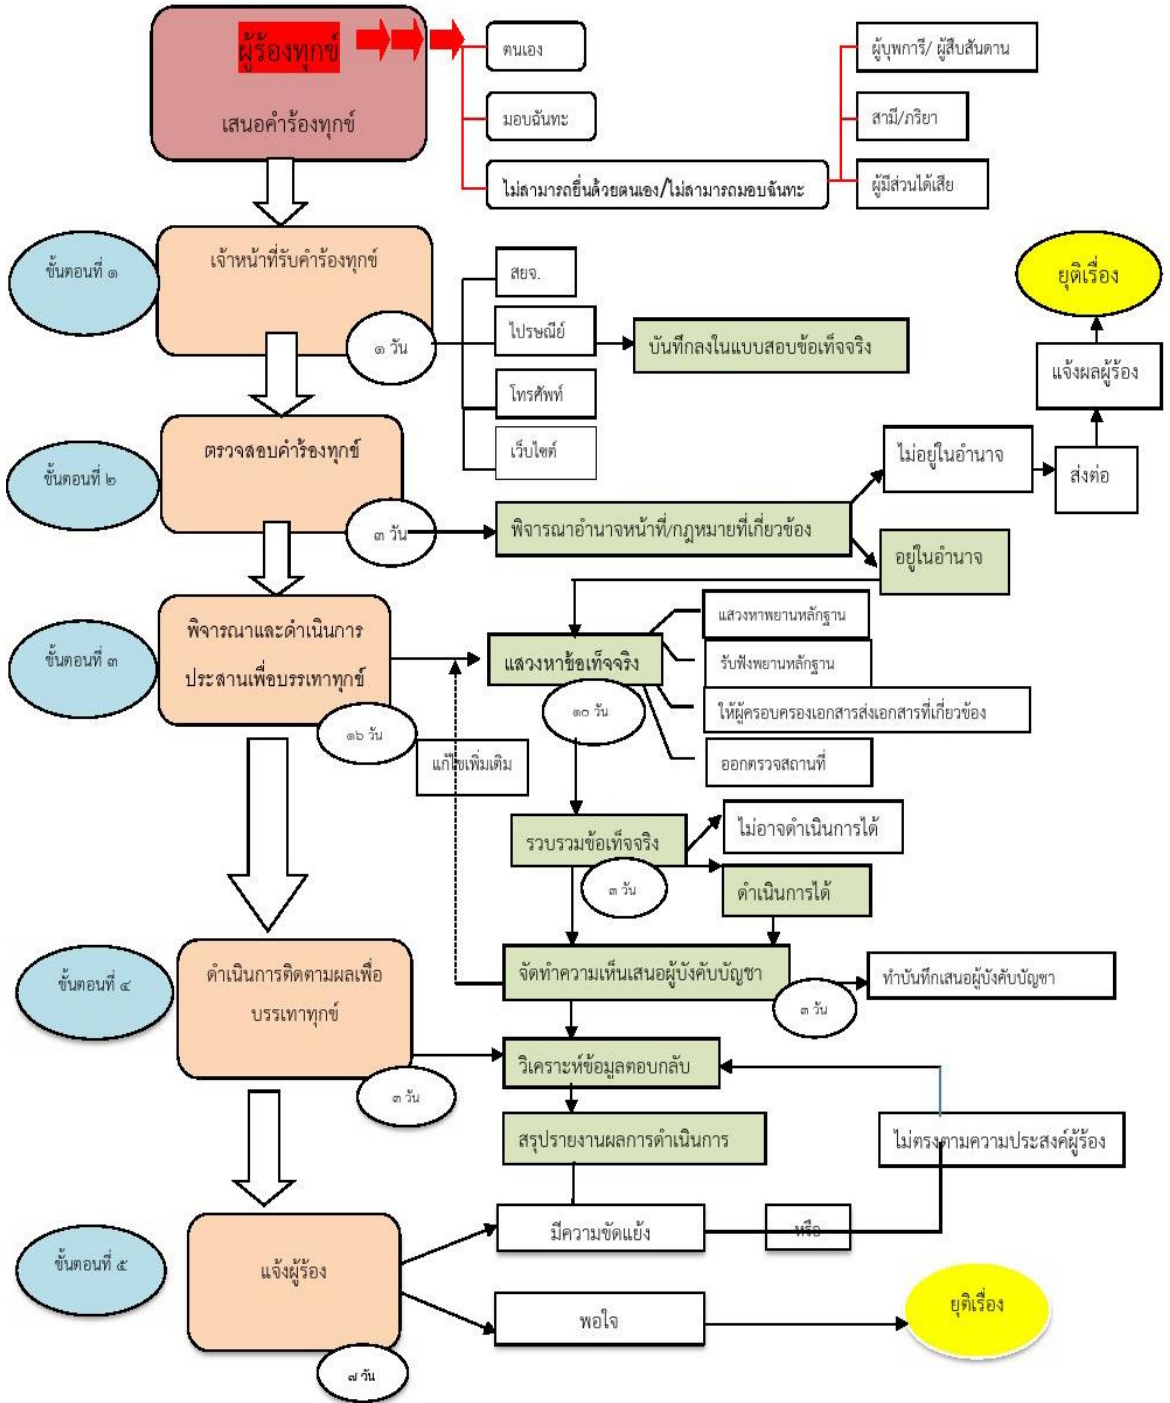 ผู้ร้องทุกข์
เสนอคำร้องทุกข์
ตนเอง
มอบฉันทะ
ไม่สามารถยื่นด้วยตนเอง/ไม่สามารถมอบฉันทะ
ผู้บุพการี/ ผู้สืบสันดาน
สามี/ภริยา
ผู้มีส่วนได้เสีย
ขั้นตอนที่ ๑
เจ้าหน้าที่รับคำร้องทุกข์
๑ วัน
สยจ.
ไปรษณีย์
โทรศัพท์
เว็บไซต์
บันทึกลงในแบบสอบข้อเท็จจริง
ยุติเรื่อง
แจ้งผลผู้ร้อง
ส่งต่อ
ขั้นตอนที่ ๒
ตรวจสอบคำร้องทุกข์
๓ วัน
พิจารณาอำนาจหน้าที่/กฎหมายที่เกี่ยวข้อง
ไม่อยู่ในอำนาจ
อยู่ในอำนาจ
ขั้นตอนที่ ๓
พิจารณาและดำเนินการ
ประสานเพื่อบรรเทาทุกข์
๑๖ วัน
แก้ไขเพิ่มเติม
แสวงหาข้อเท็จจริง
๑๐ วัน
แสวงหาพยานหลักฐาน
รับฟังพยานหลักฐาน
ให้ผู้ครอบครองเอกสารส่งเอกสารที่เกี่ยวข้อง
ออกตรวจสถานที่
รวบรวมข้อเท็จจริง
๓ วัน
ไม่อาจดำเนินการได้
ดำเนินการได้
จัดทำความเห็นเสนอผู้บังคับบัญชา
๓ วัน
ทำบันทึกเสนอผู้บังคับบัญชา
ขั้นตอนที่ ๔
ดำเนินการติดตามผลเพื่อ
บรรเทาทุกข์
๓ วัน
วิเคราะห์ข้อมูลตอบกลับ
สรุปรายงานผลการดำเนินการ
ไม่ตรงตามความประสงค์ผู้ร้อง
ขั้นตอนที่ ๕
แจ้งผู้ร้อง
๗ วัน
มีความขัดแย้ง
หรือ
พอใจ
ยุติเรื่อง